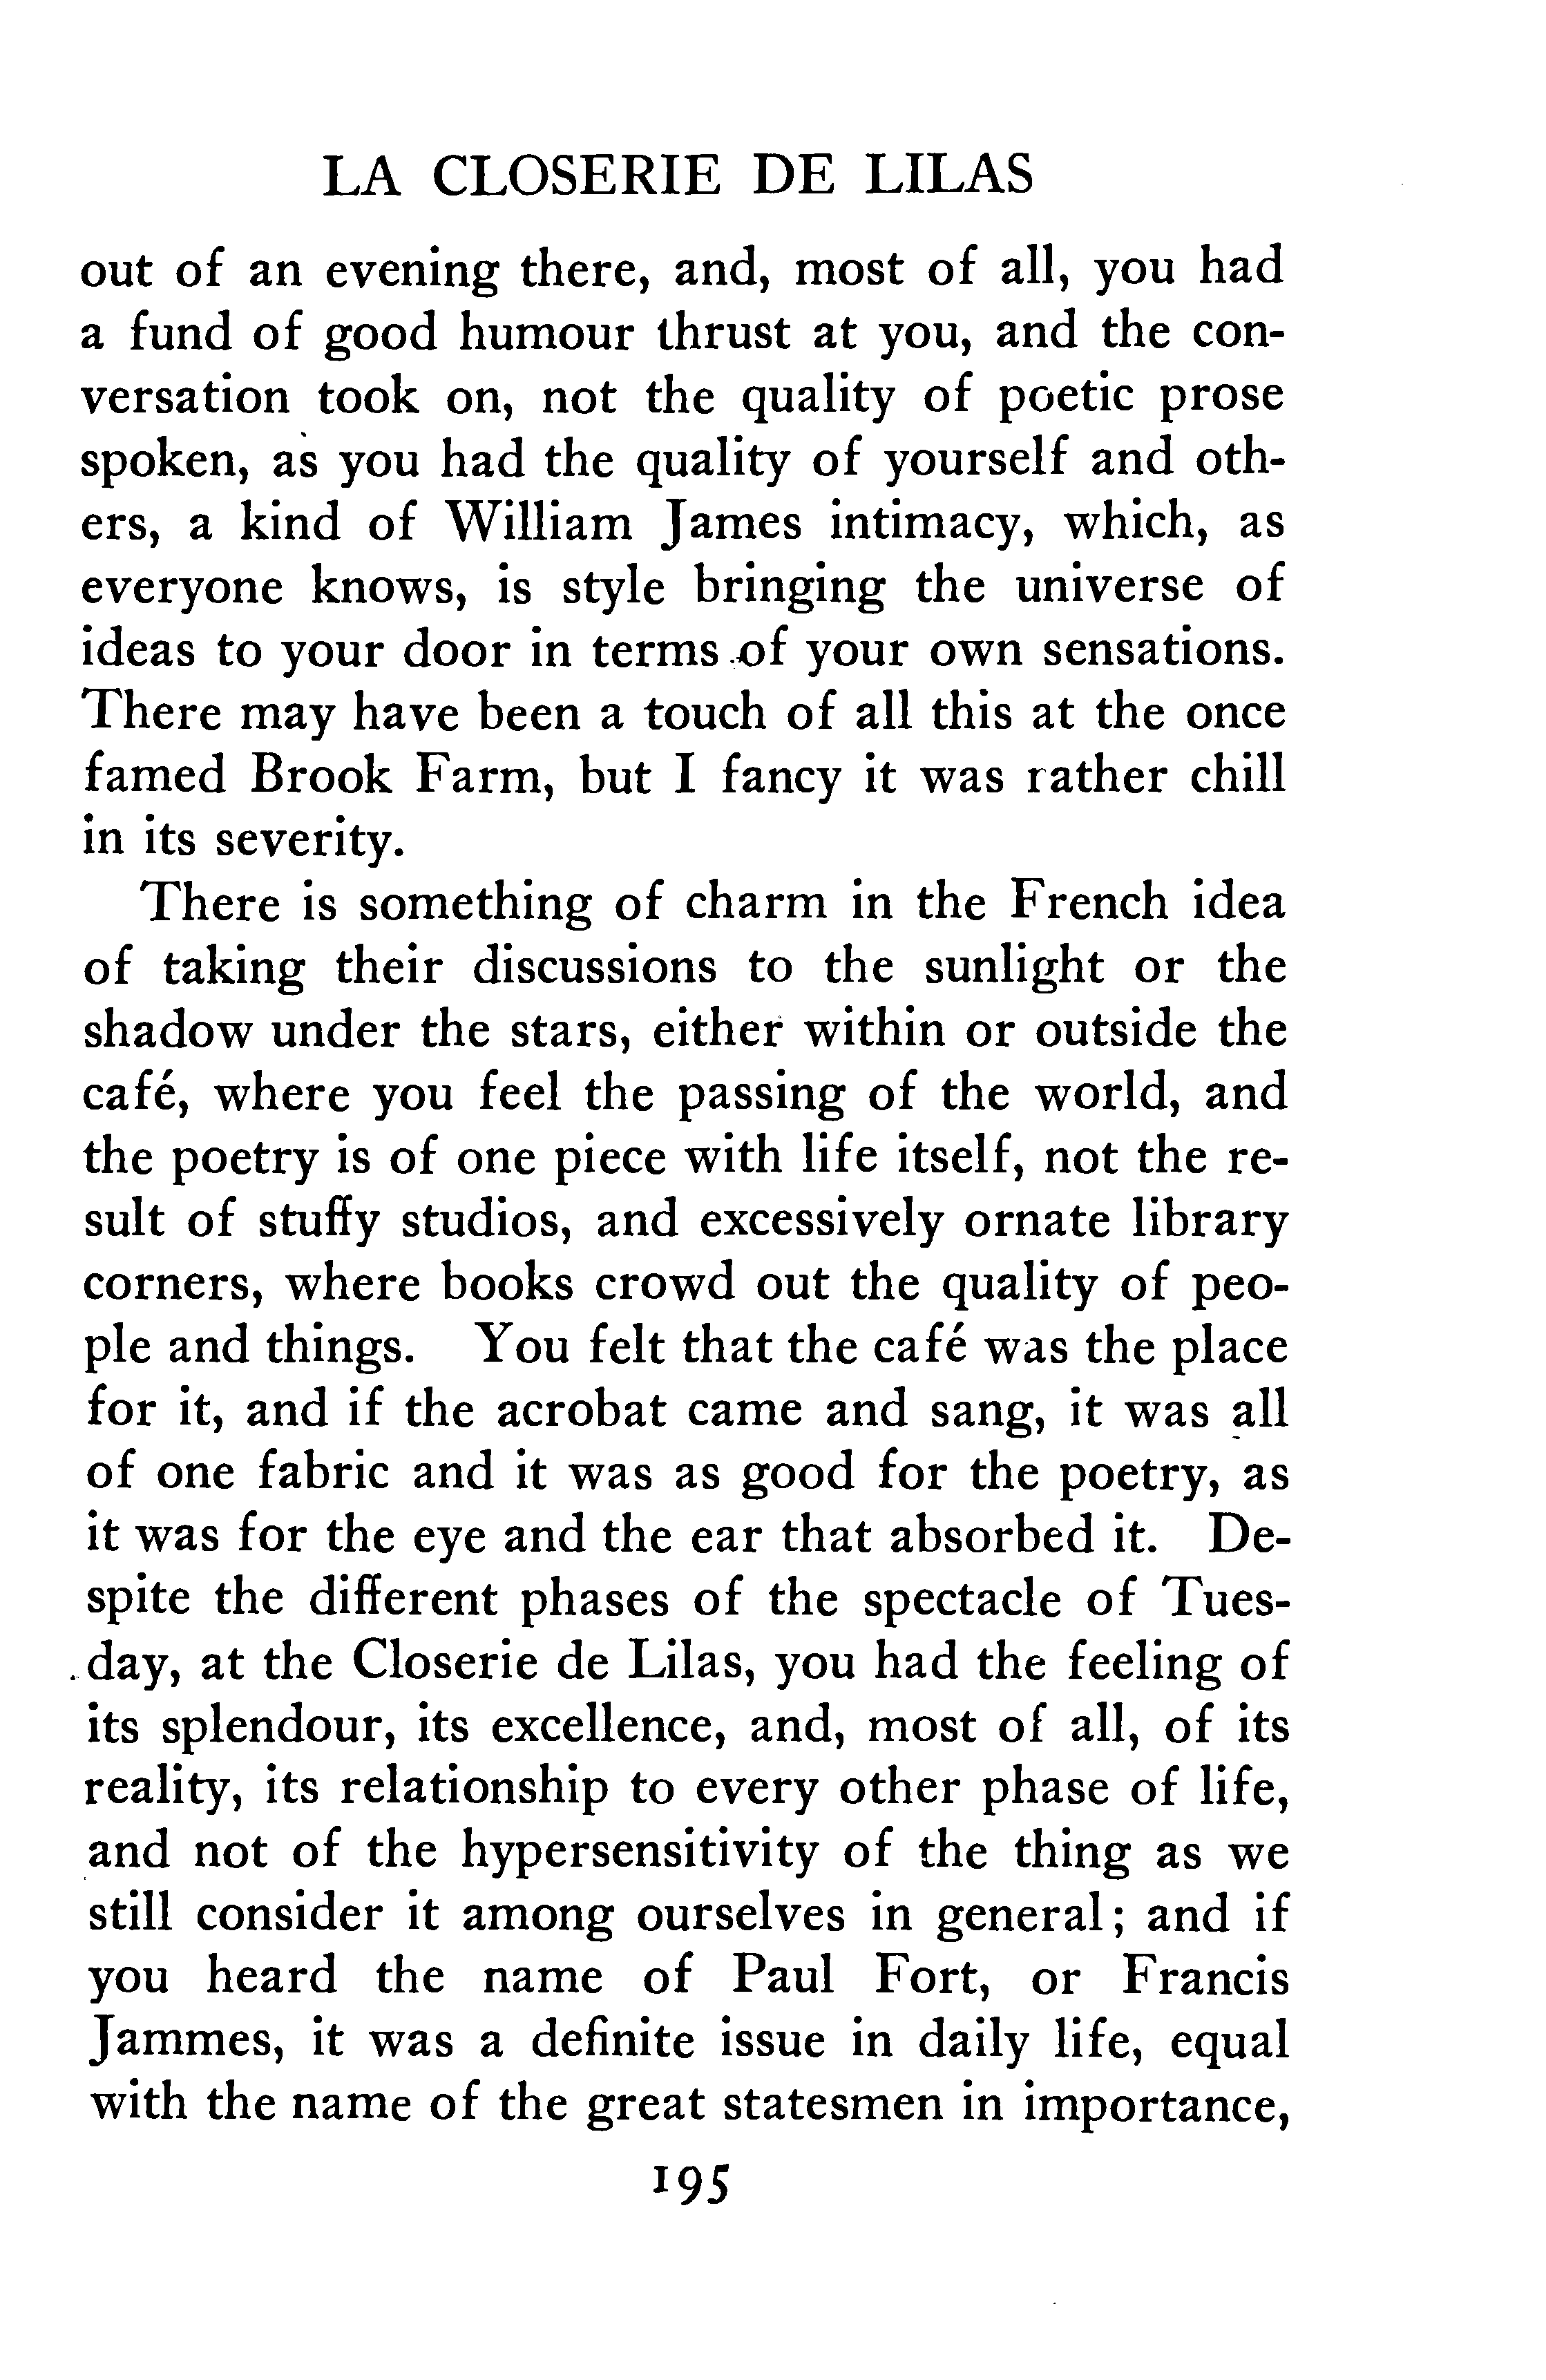 LA CLOSERIE DE LILAS
out of an evening there, and, most of all, you had
a fund of good humour thrust at you, and the con-
versation took on, not the quality of poetic prose
spoken, as you had the quality of yourself and oth-
ers, a kind of William James intimacy, which, as
everyone knows, is style bringing the universe of
ideas to your door in terms of your own sensations.
There may have been a touch of all this at the once
famed Brook Farm, but I fancy it was rather chill
in its severity.
There is something of charm in the French idea
of taking their discussions to the sunlight or the
shadow under the stars, either within or outside the
café, where you feel the passing of the world, and
the poetry is of one piece with life itself, not the re-
sult of stuffy studios, and excessively ornate library
corners, where books crowd out the quality of peo-
ple and things. You felt that the café was the place
for it, and if the acrobat came and sang, it was all
of one fabric and it was as good for the poetry, as
it was for the eye and the ear that absorbed it. De-
spite the different phases of the spectacle of Tues-
day, at the Closerie de Lilas, you had the feeling of
its splendour, its excellence, and, most of all, of its
reality, its relationship to every other phase of life,
and not of the hypersensitivity of the thing as we
still consider it among ourselves in general; and if
you heard the name of Paul Fort, or Francis
Jammes, it was a definite issue in daily life, equal
with the name of the great statesmen in importance,
195